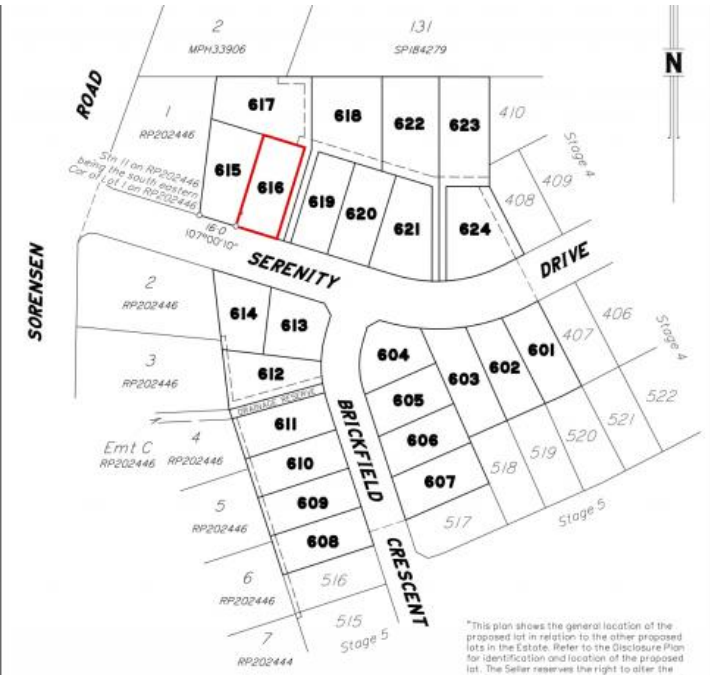 2
MPH33906
131
SP184279
N
ROAD
1
RP202446
617
618
622
623
410
Stage 4
Stn 11 on RP202446
being the south eastern
Cor of Lot 1 on RP202446
615
616
619
620
621
624
408
409
16·0
107°00'10"
SERENITY
DRIVE
SORENSEN
2
RP202446
614
613
604
603
602
601
407
406
Stage 4
3
RP202446
612
DRAINAGE RESERVE
605
522
611
BRICKFIELD
606
521
Emt C
RP202446
4
RP202446
610
607
518
519
520
5
RP202446
609
517
Stage 5
608
CRESCENT
6
RP202446
516
515
Stage 5
7
RP202444
"This plan shows the general location of the
proposed lot in relation to the other proposed
lots in the Estate. Refer to the Disclosure Plan
for identification and location of the proposed
lot. The Seller reserves the right to alter the